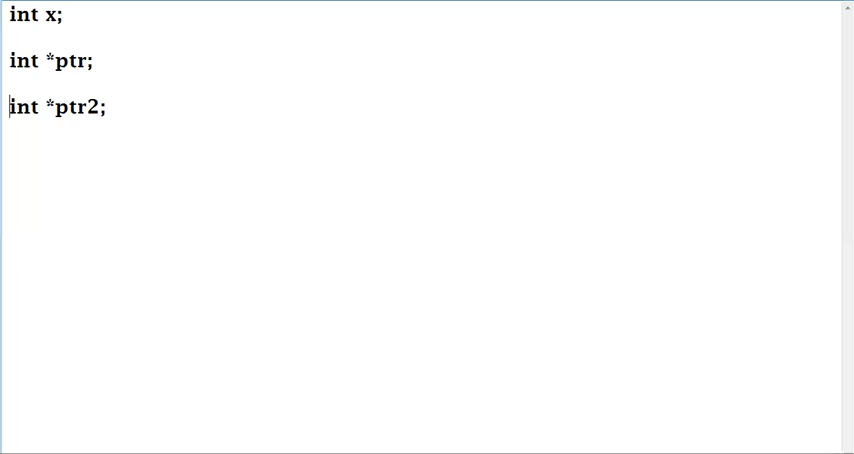 int x;
int *ptr;
int *ptr2;